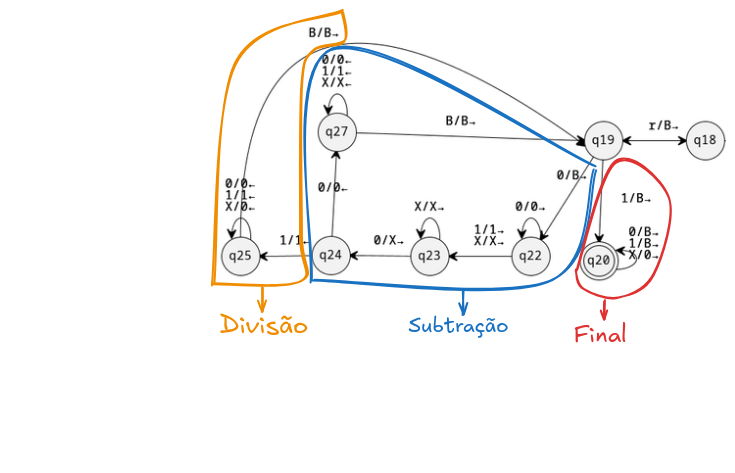 B/B→
0/0←
1/1←
X/X←
q27
B/B→
q19
r/B→
q18
0/B→
1/B→
0/0←
1/1←
X/0←
0/0←
X/X→
0/0→
1/1←
0/X→
1/1→
X/X→
0/B→
1/B→
X/0→
q25
q24
q23
q22
q20
Divisão
Subtração
Final